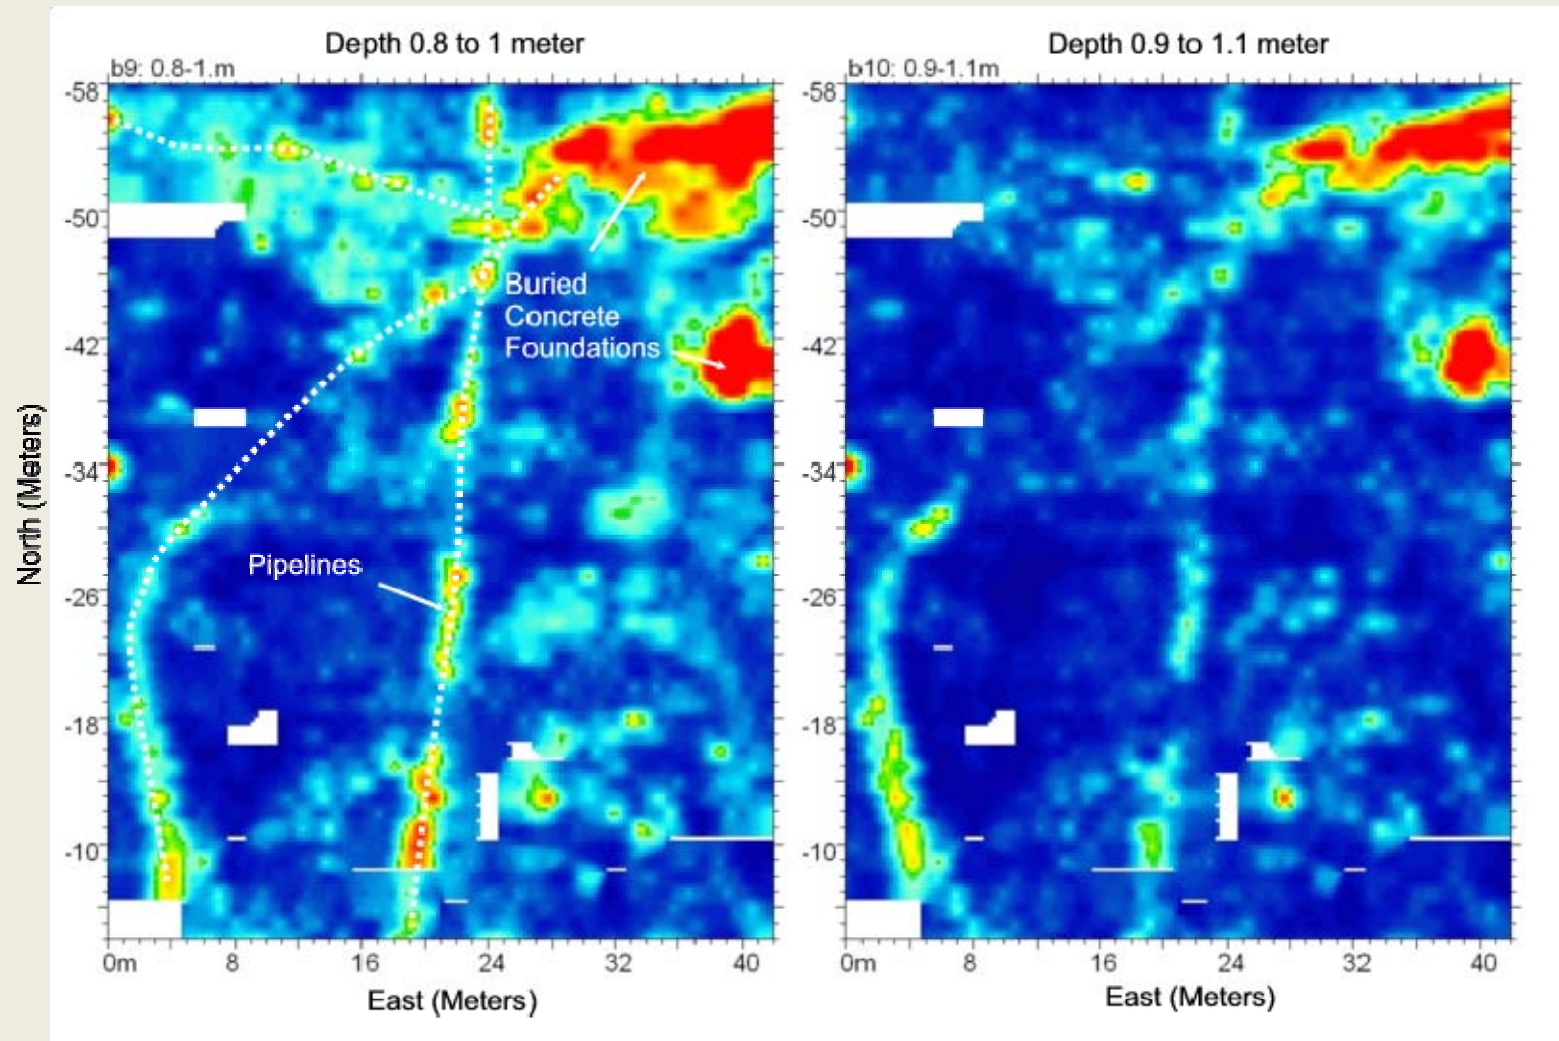 Depth 0.8 to 1 meter
b9: 0.8-1.m
-58
-50
-42
-34
-26
-18
-10
North (Meters)
Buried
Concrete
Foundations
Pipelines
0m 8 16 24 32 40
East (Meters)
Depth 0.9 to 1.1 meter
b10: 0.9-1.1m
-58
-50
-42
-34
-26
-18
-10
0m 8 16 24 32 40
East (Meters)